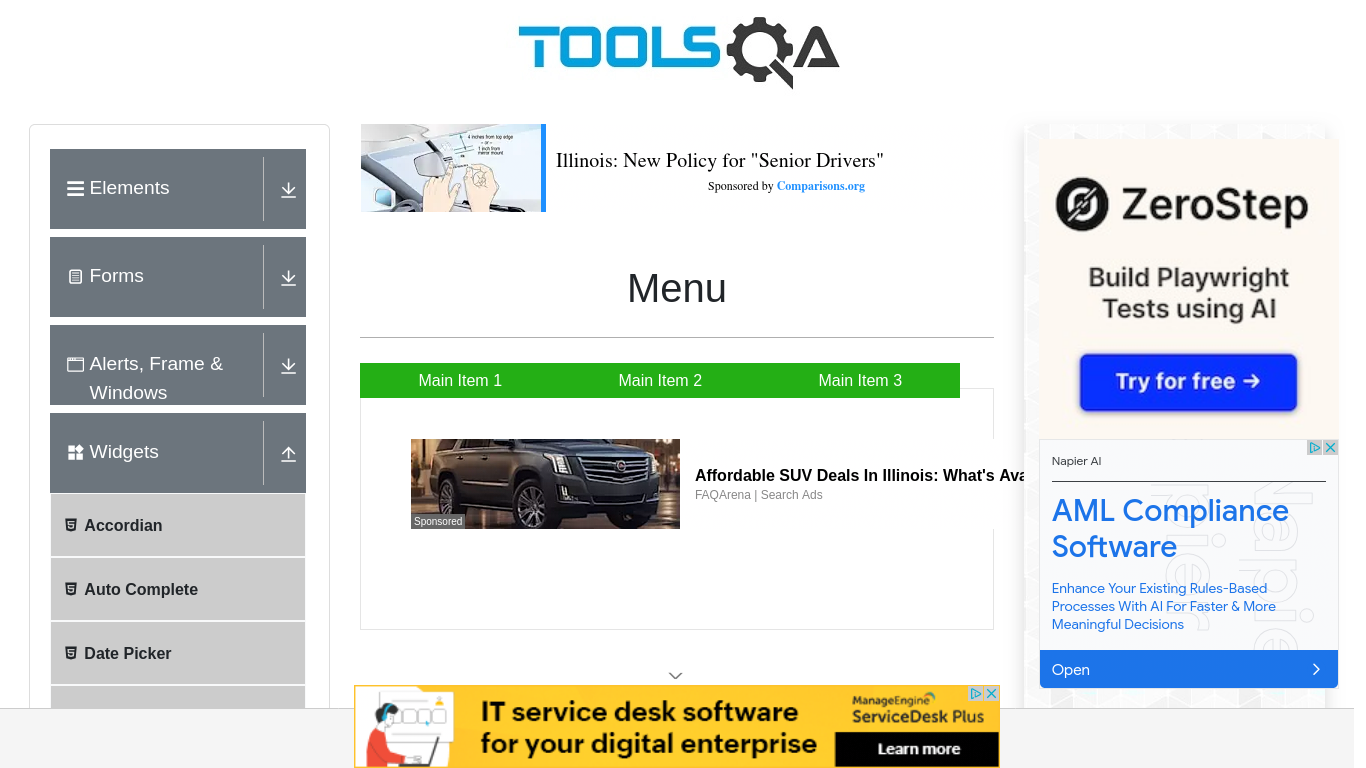 TOOLSQA
Elements
Forms
Alerts, Frame &
Windows
Widgets
Accordian
Auto Complete
Date Picker
4 inches from top edge
- or -
1 inch from
mirror mount
Illinois: New Policy for "Senior Drivers"
Sponsored by Comparisons.org
Menu
Main Item 1
Main Item 2
Main Item 3
Sponsored
Affordable SUV Deals In Illinois: What's Ava
FAQArena | Search Ads
ZeroStep
Build Playwright
Tests using AI
Try for free →
Napier AI
AML Compliance
Software
Enhance Your Existing Rules-Based
Processes With AI For Faster & More
Meaningful Decisions
Open
IT service desk software
for your digital enterprise
ManageEngine
ServiceDesk Plus
Learn more